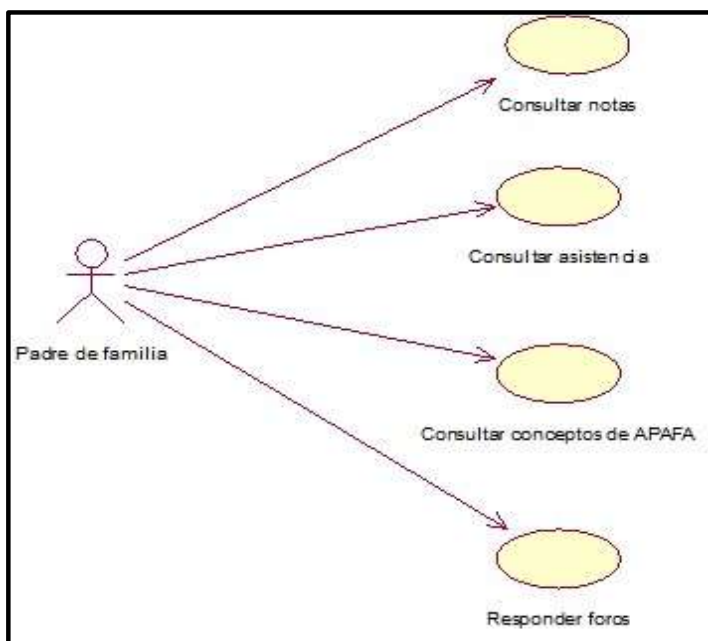 Consultar notas
Consultar asistencia
Padre de familia
Consultar conceptos de APAFA
Responder foros